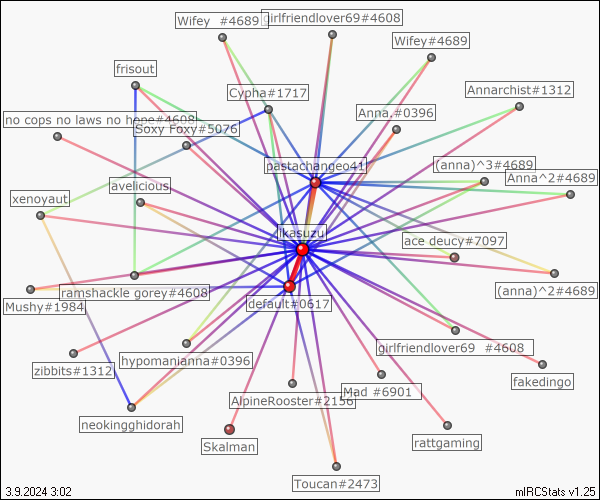 Wifey  #4689
girlfriendlover69#4608
Wifey#4689
frisout
Cypha#1717
Annarchist#1312
no cops no laws no hope#4608
Soxy Foxy#5076
Anna,#0396
pastachangeo41
(anna)^3#4689
Anna^2#4689
xenoyaut
avelicious
ikasuzu
ace deucy#7097
ramshackle gorey#4608
(anna)^2#4689
Mushy#1984
default#0617
girlfriendlover69  #4608
hypomanianna#0396
zibbits#1312
fakedingo
AlpineRooster#2156
Mad #6901
neokingghidorah
Skalman
rattgaming
Toucan#2473
3.9.2024 3:02
mIRCStats v1.25